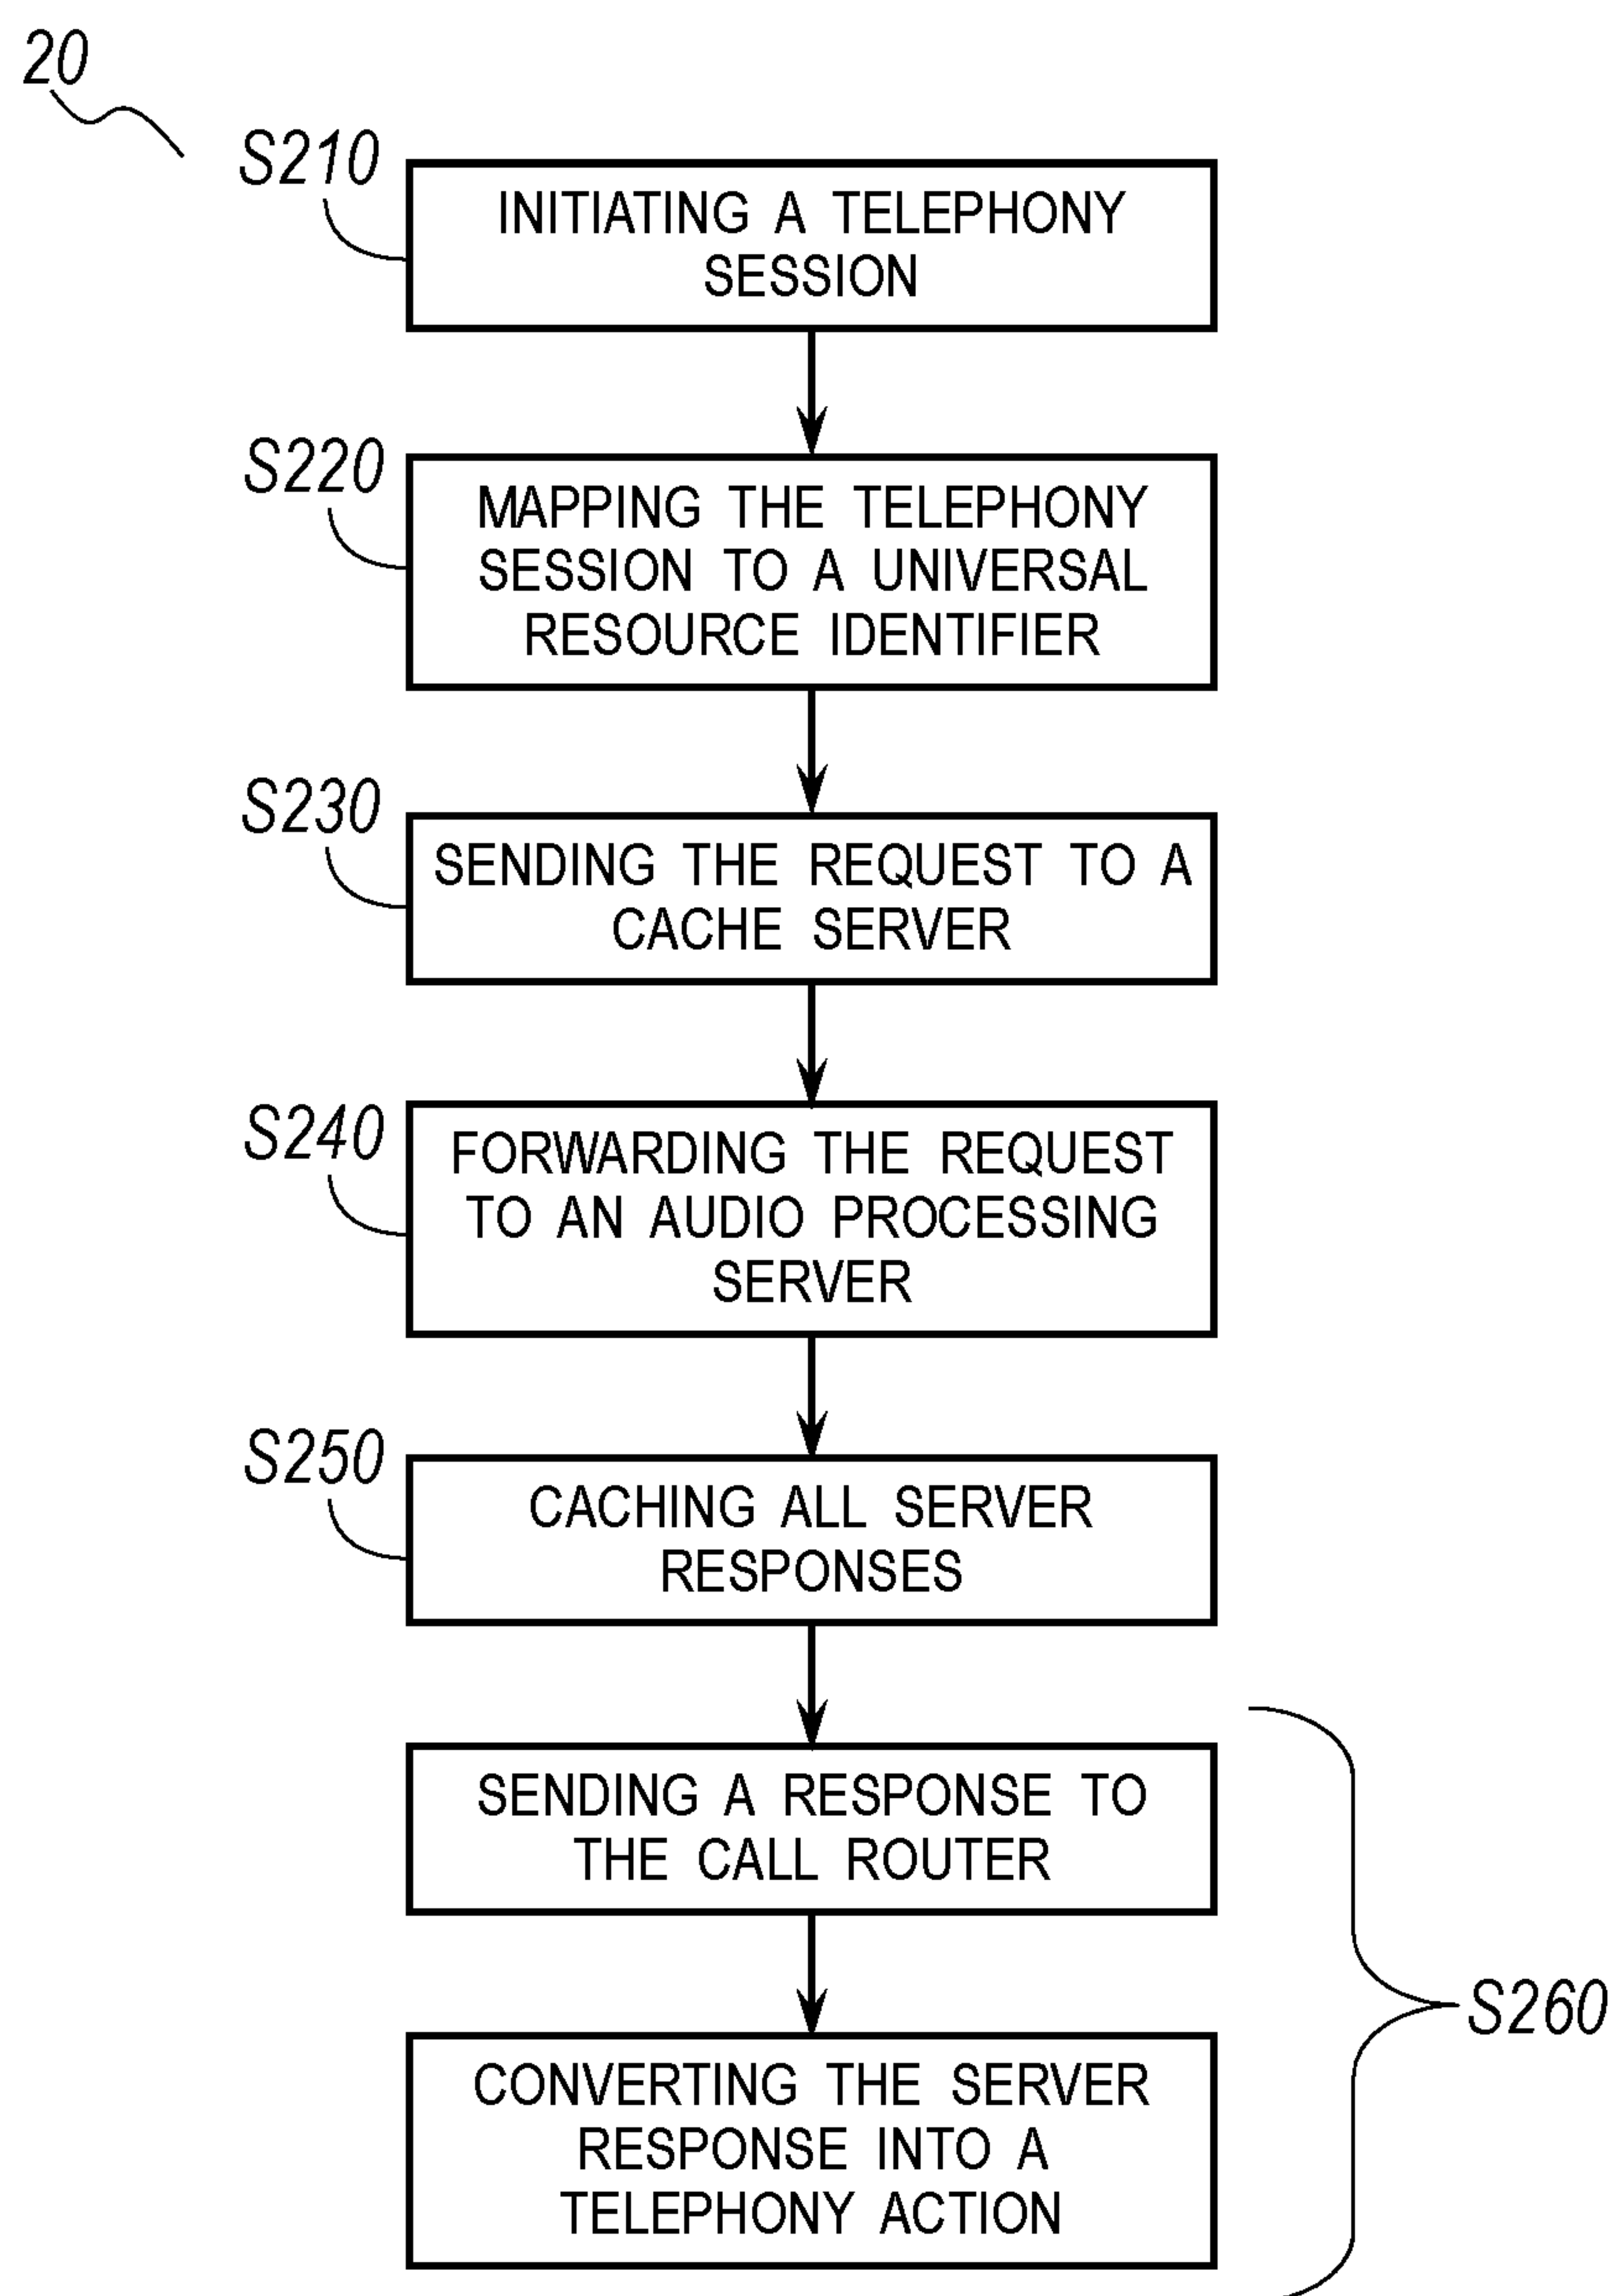 20
S210
INITIATING A TELEPHONY
SESSION
S220
MAPPING THE TELEPHONY
SESSION TO A UNIVERSAL
RESOURCE IDENTIFIER
S230
SENDING THE REQUEST TO A
CACHE SERVER
S240
FORWARDING THE REQUEST
TO AN AUDIO PROCESSING
SERVER
S250
CACHING ALL SERVER
RESPONSES
SENDING A RESPONSE TO
THE CALL ROUTER
S260
CONVERTING THE SERVER
RESPONSE INTO A
TELEPHONY ACTION